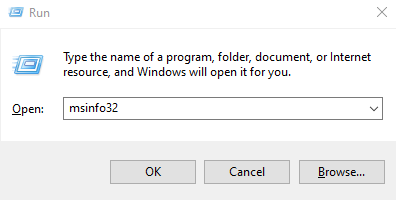 Run
Type the name of a program, folder, document, or Internet
resource, and Windows will open it for you.
Open: msinfo32
OK Cancel Browse...